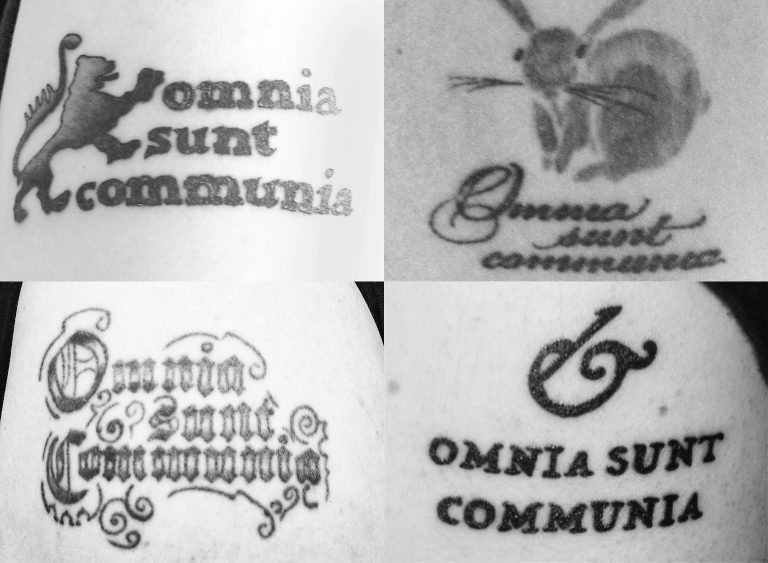 omnia
sunt
communia
Omnia
sunt
communia
Omnia
sunt
Communia
&
OMNIA SUNT
COMMUNIA